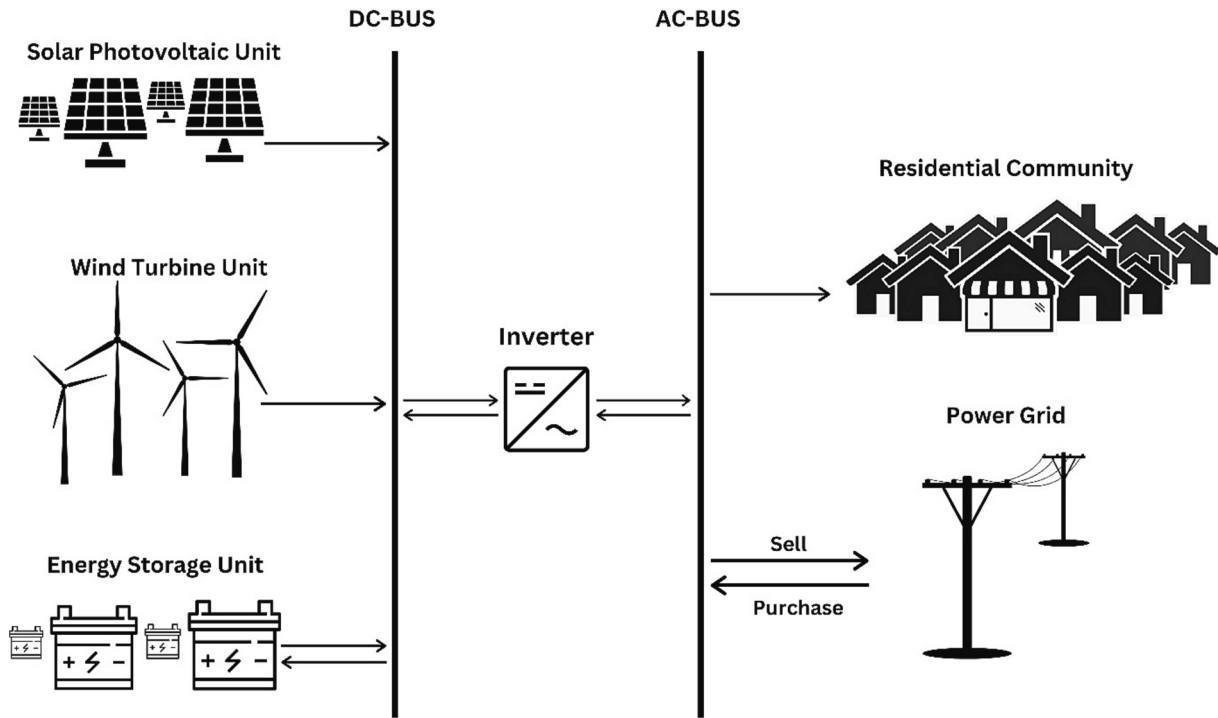 DC-BUS
AC-BUS
Solar Photovoltaic Unit
Residential Community
Wind Turbine Unit
Inverter
Power Grid
Sell
Purchase
Energy Storage Unit
+ -
+ -
+ -
+ -